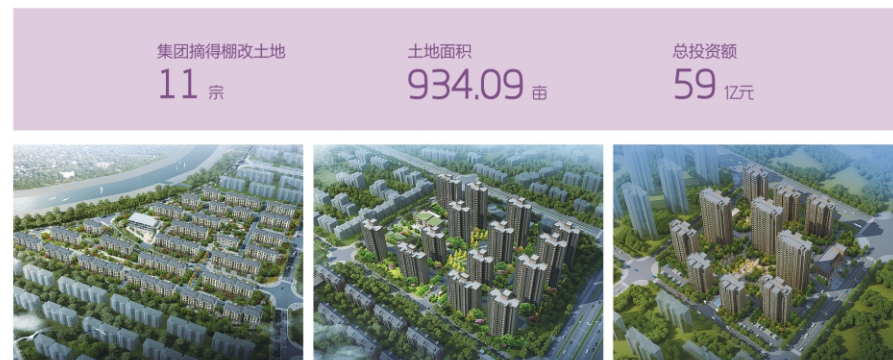 集团摘得棚改土地
11 宗
土地面积
934.09 亩
总投资额
59 亿元